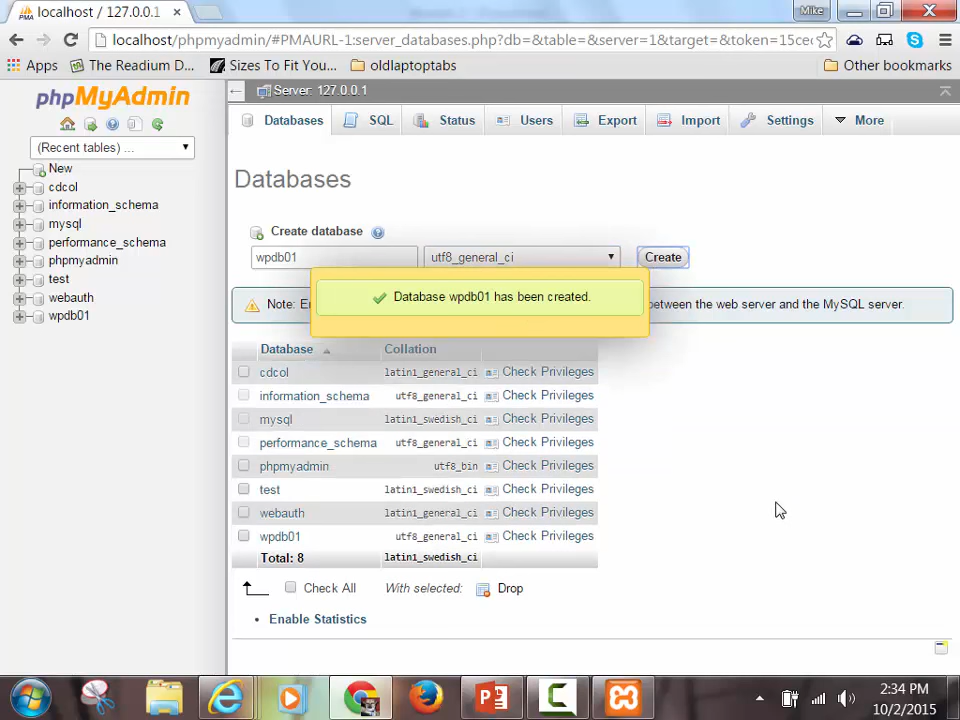 localhost / 127.0.0.1
Mike
localhost/phpmyadmin/#PMAURL-1:server_databases.php?db=&table=&server=1&target=&token=15cec
Apps
The Readium D...
Sizes To Fit You...
oldlaptoptabs
Other bookmarks
phpMyAdmin
(Recent tables) ...
New
cdcol
information_schema
mysql
performance_schema
phpmyadmin
test
webauth
wpdb01
Server: 127.0.0.1
Databases
SQL
Status
Users
Export
Import
Settings
More
Databases
Create database
wpdb01
utf8_general_ci
Create
Database wpdb01 has been created.
Note: En
between the web server and the MySQL server.
Database Collation
cdcol latin1_general_ci Check Privileges
information_schema utf8_general_ci Check Privileges
mysql latin1_swedish_ci Check Privileges
performance_schema utf8_general_ci Check Privileges
phpmyadmin utf8_bin Check Privileges
test latin1_swedish_ci Check Privileges
webauth latin1_general_ci Check Privileges
wpdb01 utf8_general_ci Check Privileges
Total: 8 latin1_swedish_ci
Check All With selected: Drop
Enable Statistics
2:34 PM
10/2/2015